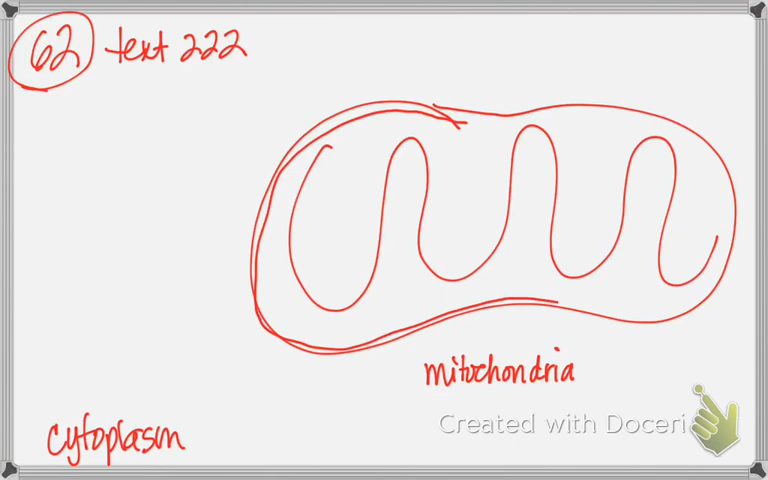 62 text 222
mitochondria
Created with Doceri
cytoplasm